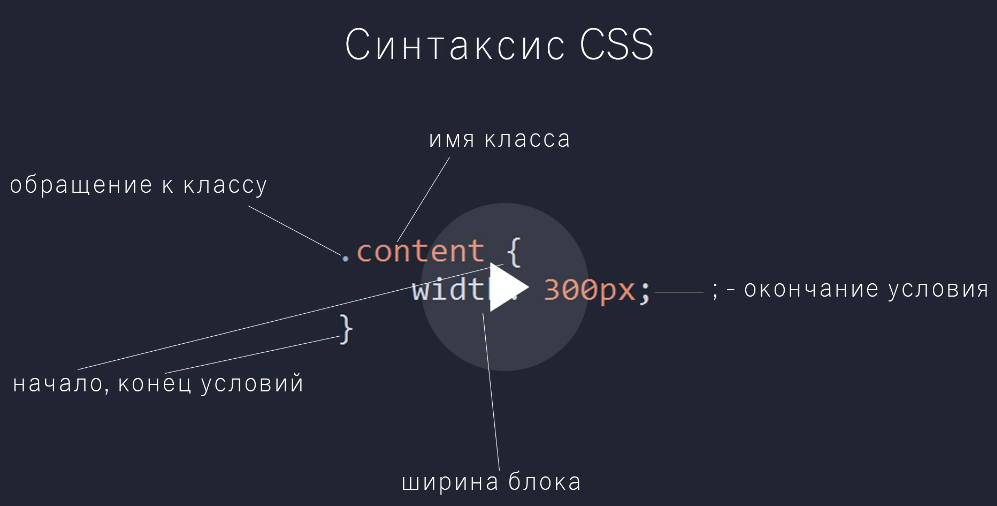 Синтаксис CSS
имя класса
обращение к классу
.content {
width: 300px;
; - окончание условия
}
начало, конец условий
ширина блока